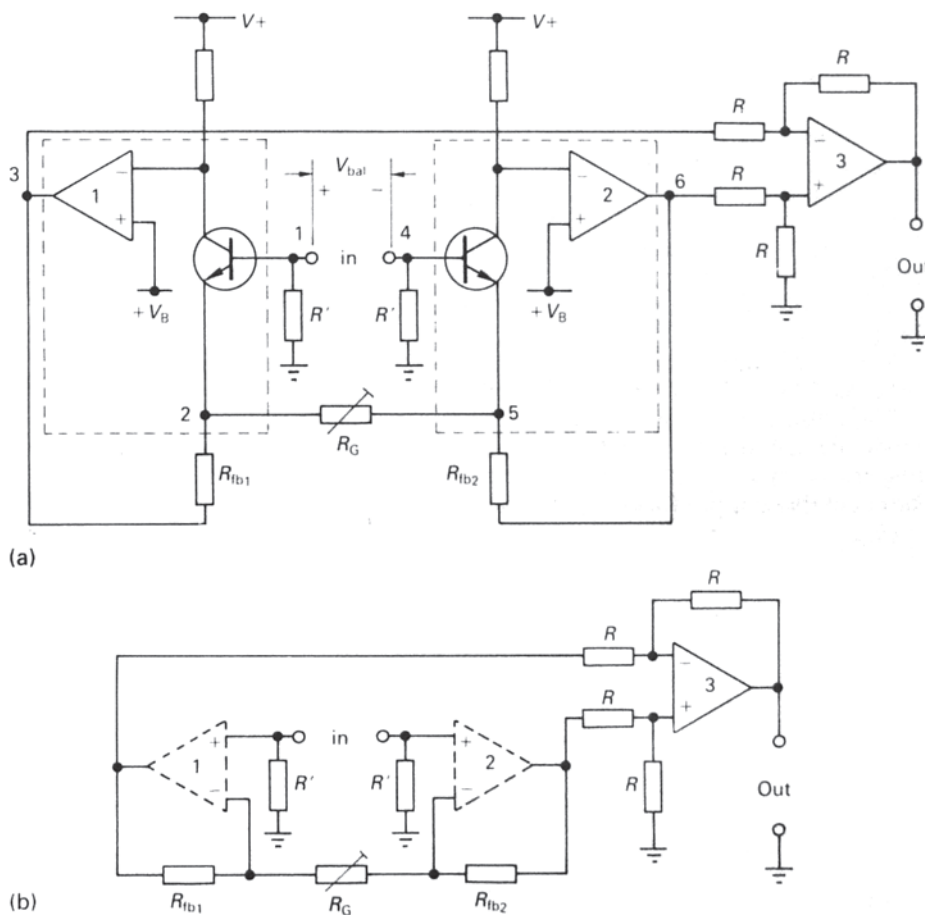 V+ V+
R
R
3 V_bal 6
1 − + − − 2 R − 3 +
+ 1 in 4 +
R
Out
+ V_B R′ R′ + V_B
2 5
R_G
R_fb1 R_fb2
(a)
R
R
R − 3 +
+ in +
1 2
R′ R′
− −
R
Out
R_fb1 R_G R_fb2
(b)